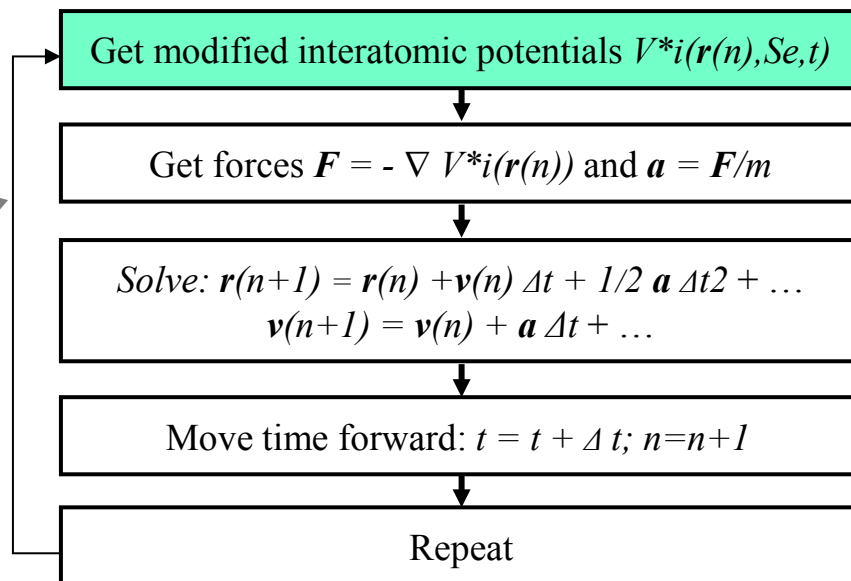 Get modified interatomic potentials V*i(r(n),Se,t)
Get forces F = - ∇ V*i(r(n)) and a = F/m
Solve: r(n+1) = r(n) +v(n) Δt + 1/2 a Δt2 + …
v(n+1) = v(n) + a Δt + …
Move time forward: t = t + Δ t; n=n+1
Repeat